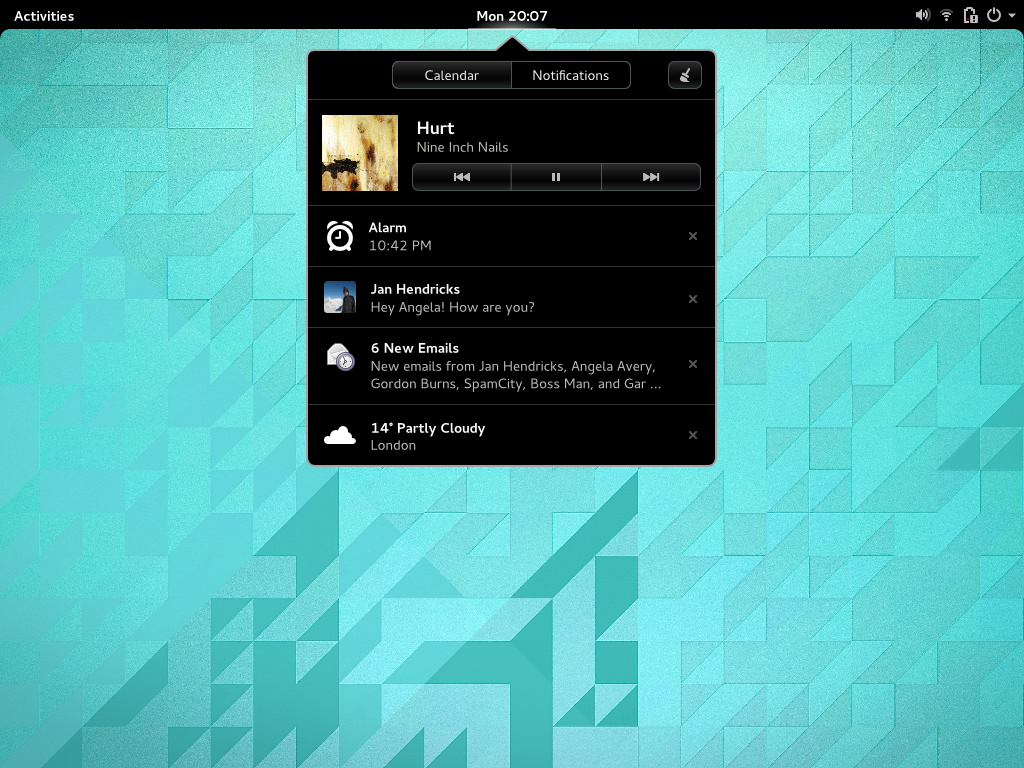 Activities
Mon 20:07
Calendar
Notifications
Hurt
Nine Inch Nails
Alarm
10:42 PM
Jan Hendricks
Hey Angela! How are you?
6 New Emails
New emails from Jan Hendricks, Angela Avery,
Gordon Burns, SpamCity, Boss Man, and Gar ...
14° Partly Cloudy
London